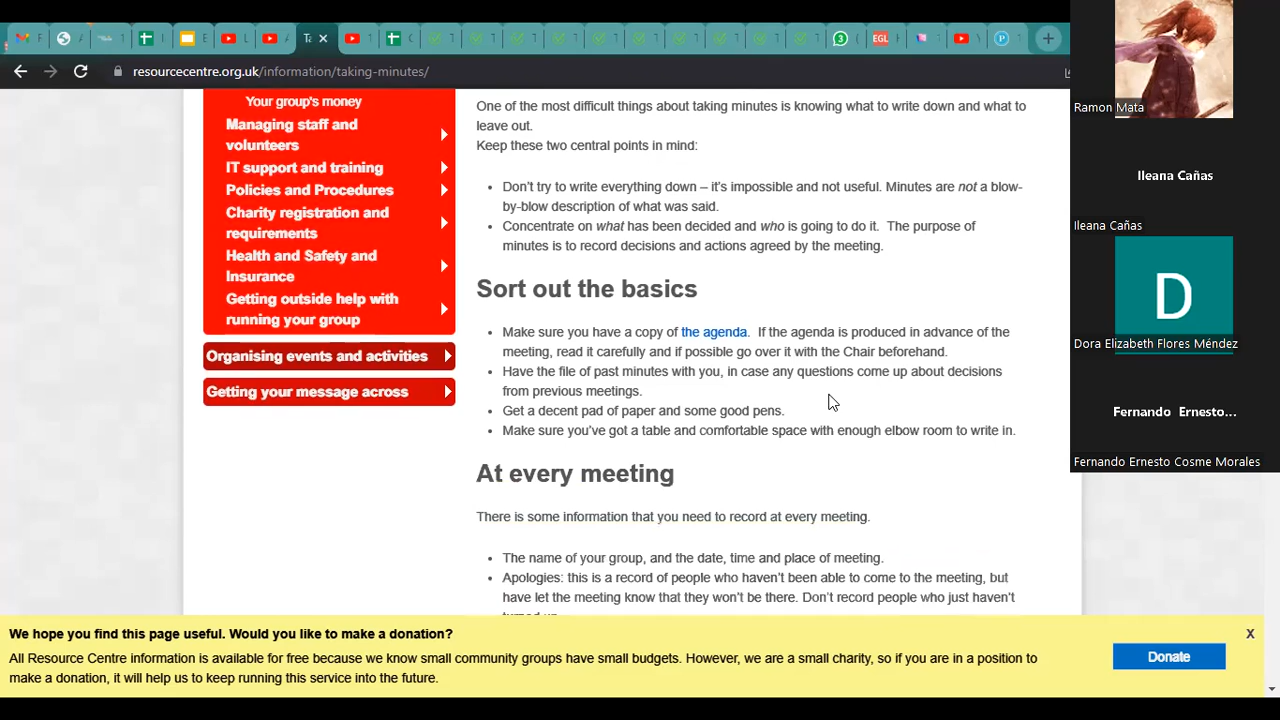 F
A
T
E
L
A
Ta
C
3
EGL
T
resourcecentre.org.uk/information/taking-minutes/
Your group's money
Managing staff and
volunteers
IT support and training
Policies and Procedures
Charity registration and
requirements
Health and Safety and
Insurance
Getting outside help with
running your group
Organising events and activities
Getting your message across
One of the most difficult things about taking minutes is knowing what to write down and what to
leave out.
Keep these two central points in mind:
• Don't try to write everything down – it's impossible and not useful. Minutes are not a blow-
by-blow description of what was said.
• Concentrate on what has been decided and who is going to do it. The purpose of
minutes is to record decisions and actions agreed by the meeting.
Sort out the basics
• Make sure you have a copy of the agenda. If the agenda is produced in advance of the
meeting, read it carefully and if possible go over it with the Chair beforehand.
• Have the file of past minutes with you, in case any questions come up about decisions
from previous meetings.
• Get a decent pad of paper and some good pens.
• Make sure you've got a table and comfortable space with enough elbow room to write in.
At every meeting
There is some information that you need to record at every meeting.
• The name of your group, and the date, time and place of meeting.
• Apologies: this is a record of people who haven't been able to come to the meeting, but
have let the meeting know that they won't be there. Don't record people who just haven't
turned up.
We hope you find this page useful. Would you like to make a donation?
X
All Resource Centre information is available for free because we know small community groups have small budgets. However, we are a small charity, so if you are in a position to
make a donation, it will help us to keep running this service into the future.
Donate
Ramon Mata
Ileana Cañas
Ileana Cañas
D
Dora Elizabeth Flores Méndez
Fernando Ernesto...
Fernando Ernesto Cosme Morales